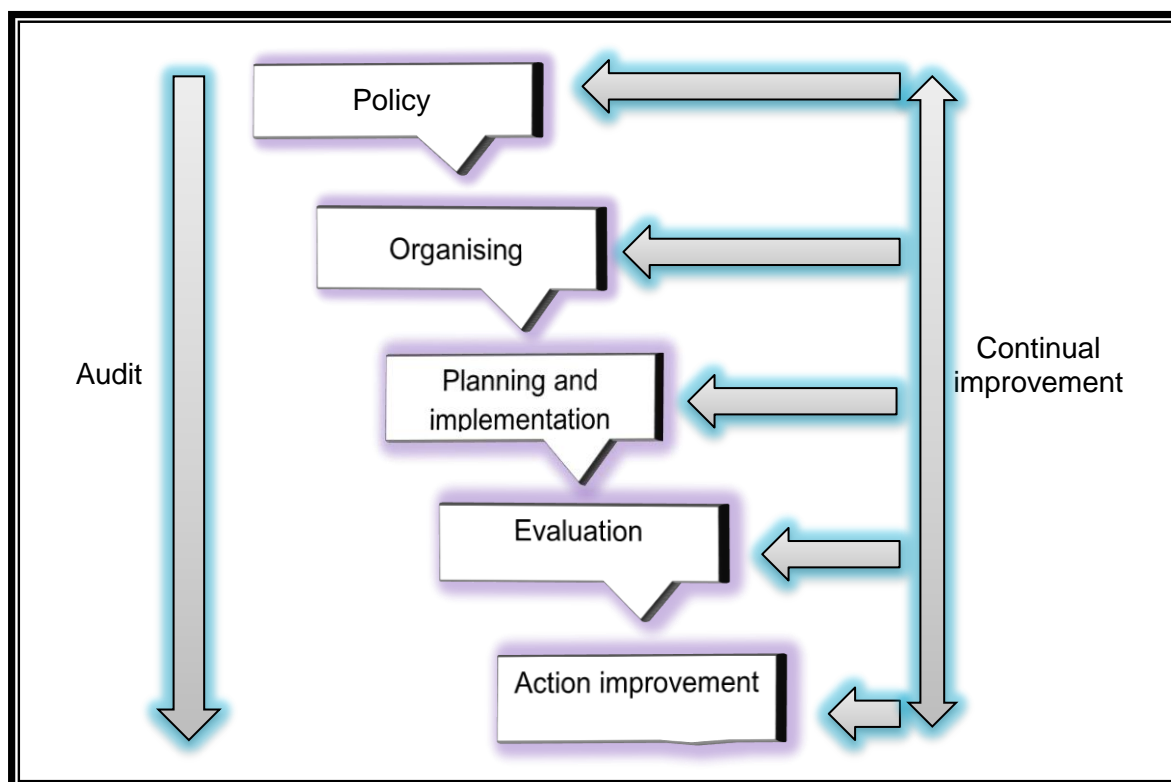 Policy
Organising
Audit
Planning and
implementation
Continual
improvement
Evaluation
Action improvement